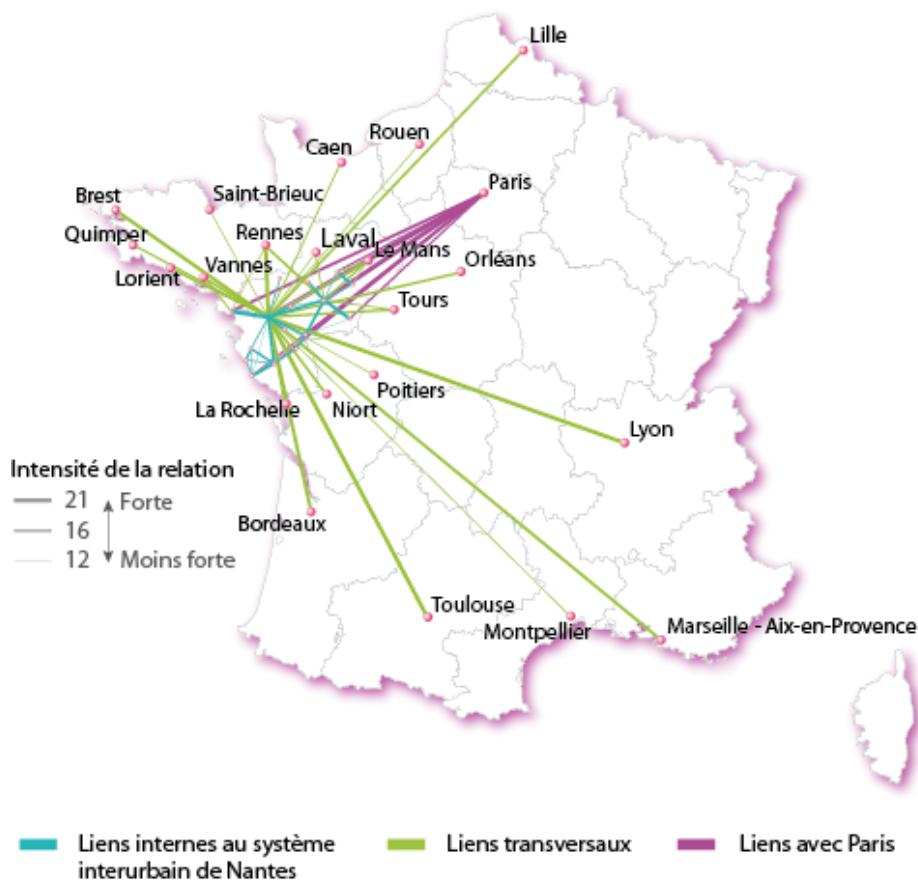 Lille
Rouen
Caen
Paris
Brest
Saint-Brieuc
Quimper
Rennes
Laval
Le Mans
Orléans
Lorient
Vannes
Tours
Poitiers
La Rochelle
Niort
Lyon
Intensité de la relation
21 Forte
16
12 Moins forte
Bordeaux
Toulouse
Montpellier
Marseille - Aix-en-Provence
Liens internes au système
interurbain de Nantes
Liens transversaux
Liens avec Paris